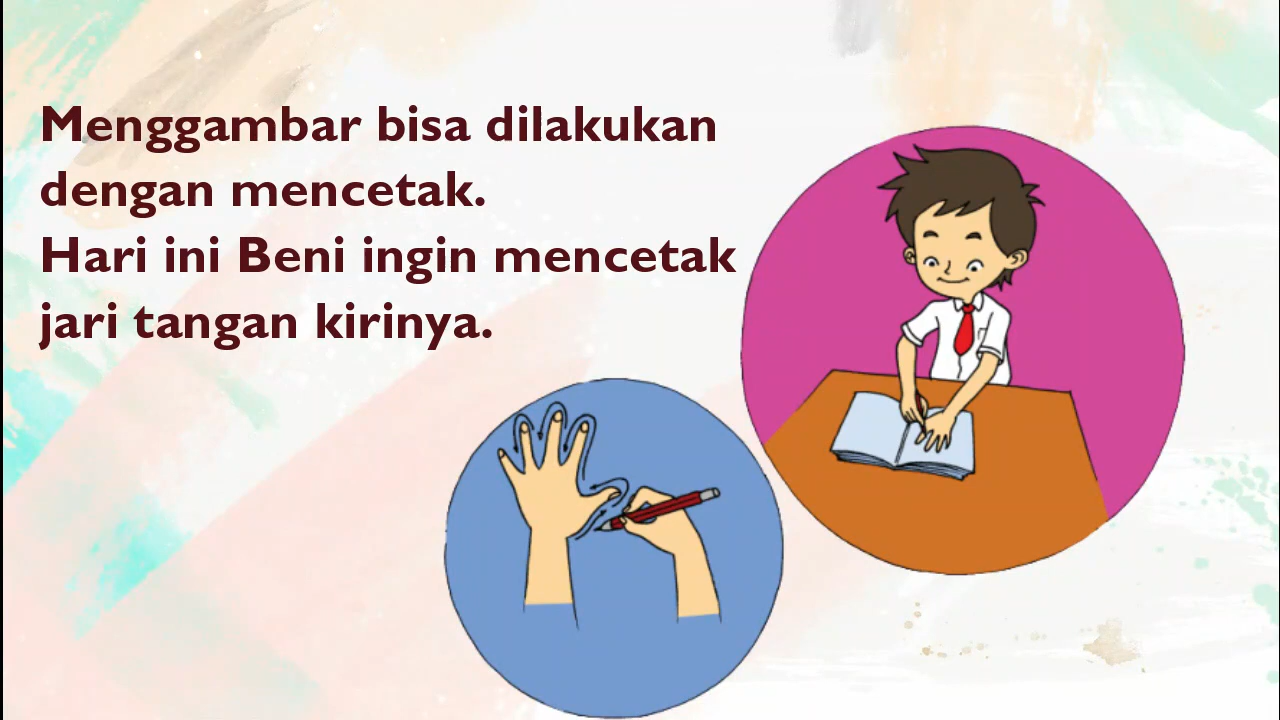 Menggambar bisa dilakukan
dengan mencetak.
Hari ini Beni ingin mencetak
jari tangan kirinya.